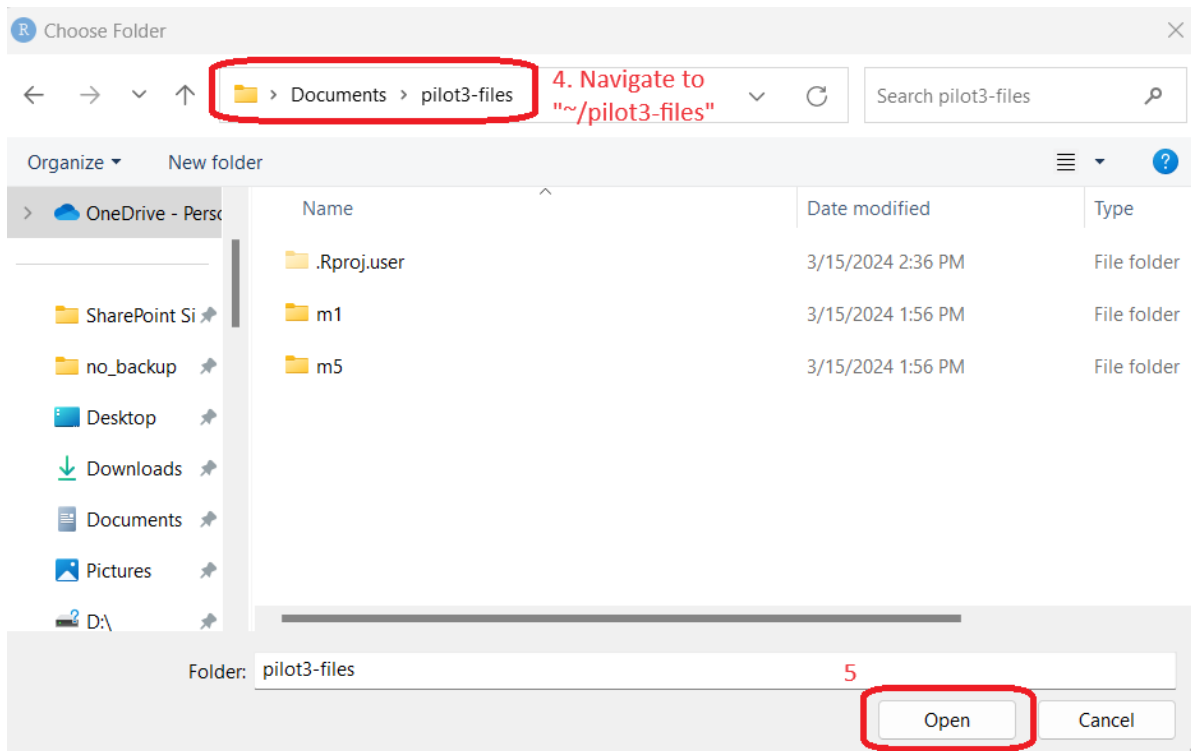 R Choose Folder
Documents > pilot3-files
4. Navigate to
"~/pilot3-files"
Search pilot3-files
Organize New folder
?
> OneDrive - Perso
Name Date modified Type
.Rproj.user 3/15/2024 2:36 PM File folder
SharePoint Si
m1 3/15/2024 1:56 PM File folder
no_backup
m5 3/15/2024 1:56 PM File folder
Desktop
Downloads
Documents
Pictures
D:\
Folder: pilot3-files
5
Open Cancel